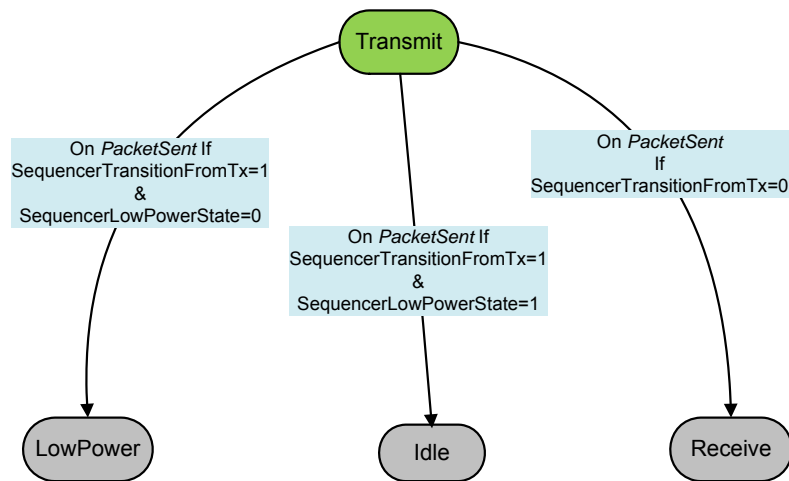 Transmit
On PacketSent If
SequencerTransitionFromTx=1
&
SequencerLowPowerState=0
On PacketSent If
SequencerTransitionFromTx=1
&
SequencerLowPowerState=1
On PacketSent
If
SequencerTransitionFromTx=0
LowPower
Idle
Receive